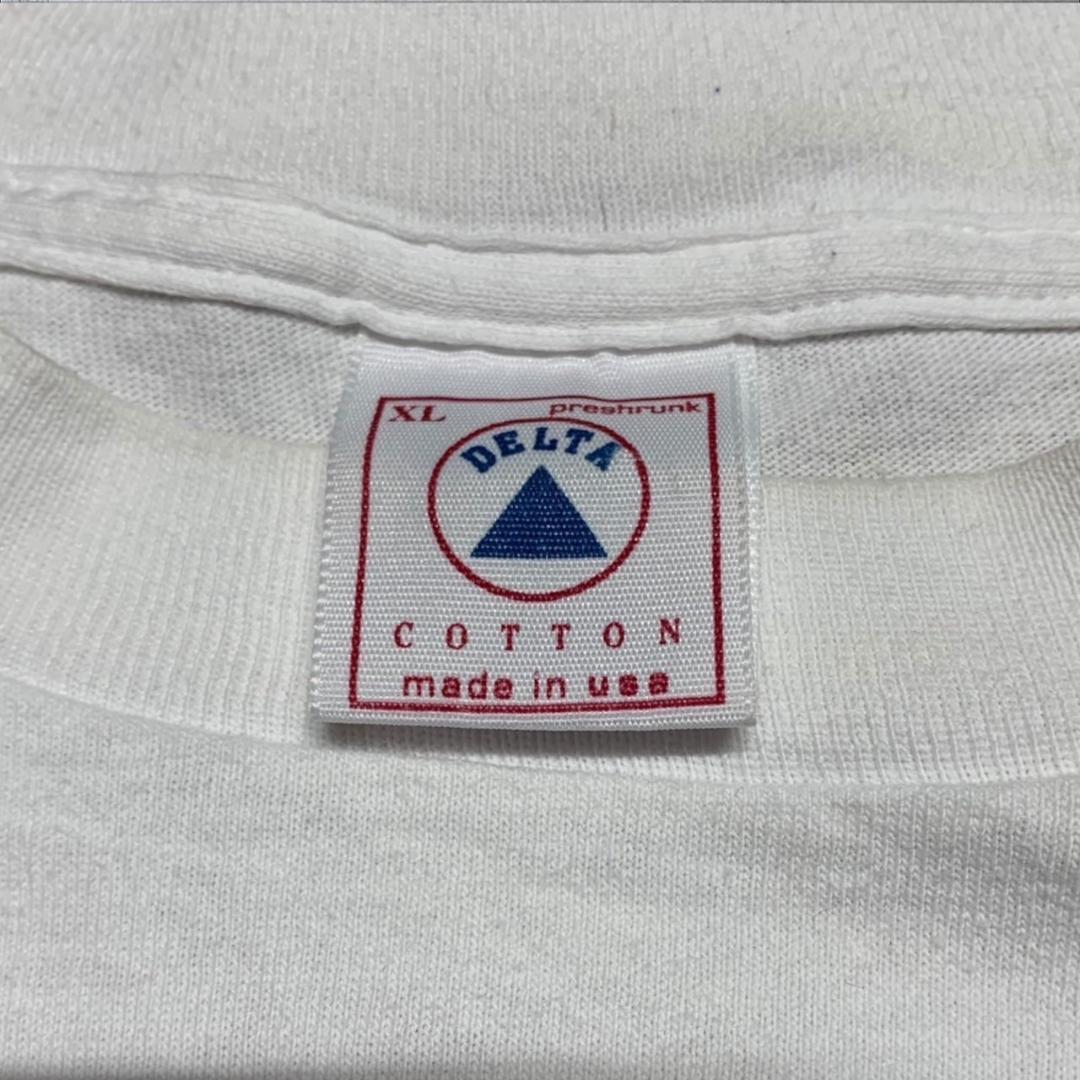 XL preshrunk
DELTA
COTTON
made in usa